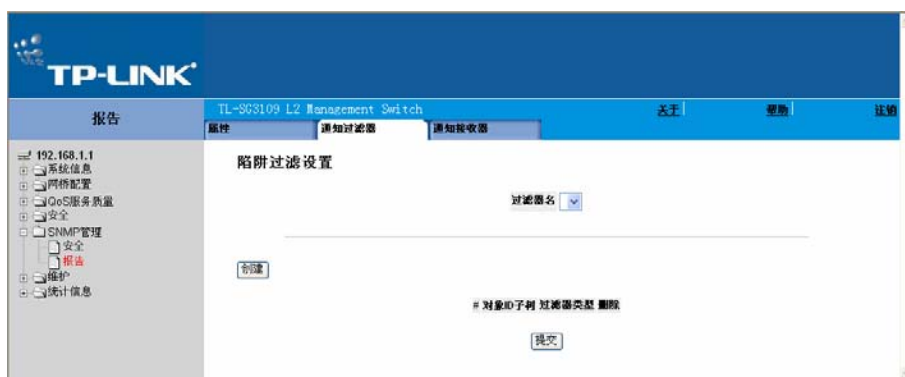 TP-LINK
报告
TL-SG3109 L2 Management Switch
关于
帮助
注销
属性
通知过滤器
通知接收器
192.168.1.1
系统信息
网桥配置
QoS服务质量
安全
SNMP管理
安全
报告
维护
统计信息
陷阱过滤设置
过滤器名
创建
# 对象ID子树 过滤器类型 删除
提交